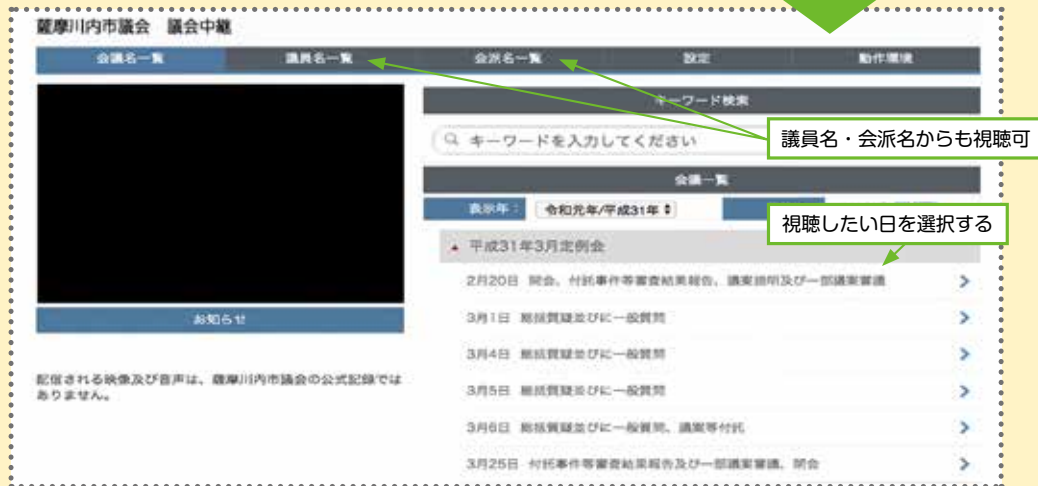 薩摩川内市議会 議会中継
会議名一覧 議員名一覧 会派名一覧 設定 動作環境
キーワード検索
キーワードを入力してください
議員名・会派名からも視聴可
会議一覧
表示年: 令和元年/平成31年
視聴したい日を選択する
平成31年3月定例会
2月20日 開会、付託事件等審査結果報告、議案説明及び一部議案審議
3月1日 総括質疑並びに一般質問
お知らせ
3月4日 総括質疑並びに一般質問
配信される映像及び音声は、薩摩川内市議会の公式記録では
ありません。
3月5日 総括質疑並びに一般質問
3月6日 総括質疑並びに一般質問、議案等付託
3月25日 付託事件等審査結果報告及び一部議案審議、閉会